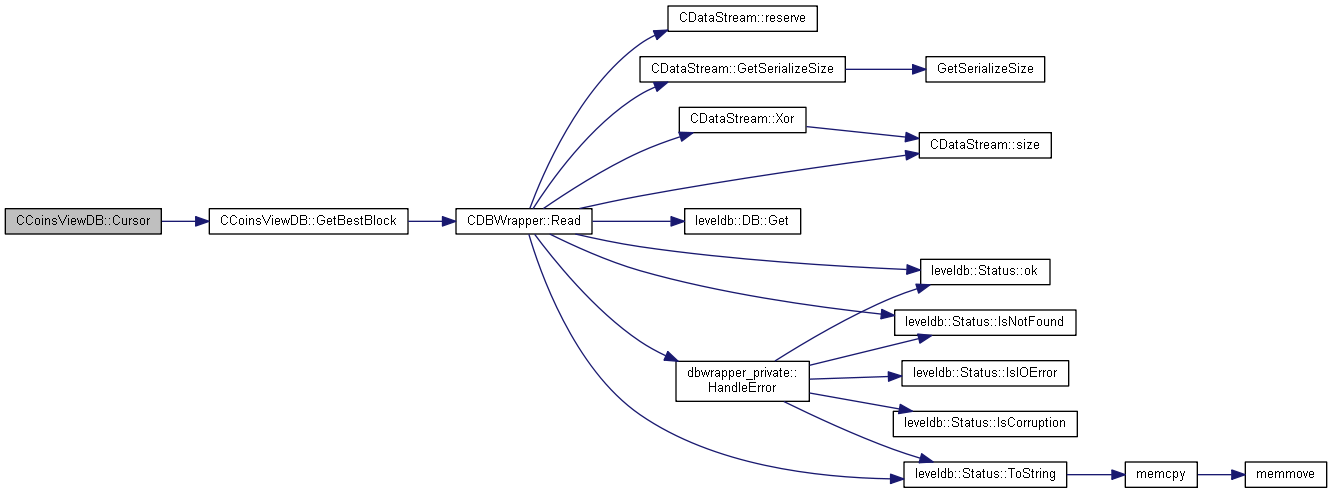 CDataStream::reserve
CDataStream::GetSerializeSize
GetSerializeSize
CDataStream::Xor
CDataStream::size
CCoinsViewDB::Cursor
CCoinsViewDB::GetBestBlock
CDBWrapper::Read
leveldb::DB::Get
leveldb::Status::ok
leveldb::Status::IsNotFound
dbwrapper_private::
HandleError
leveldb::Status::IsIOError
leveldb::Status::IsCorruption
leveldb::Status::ToString
memcpy
memmove